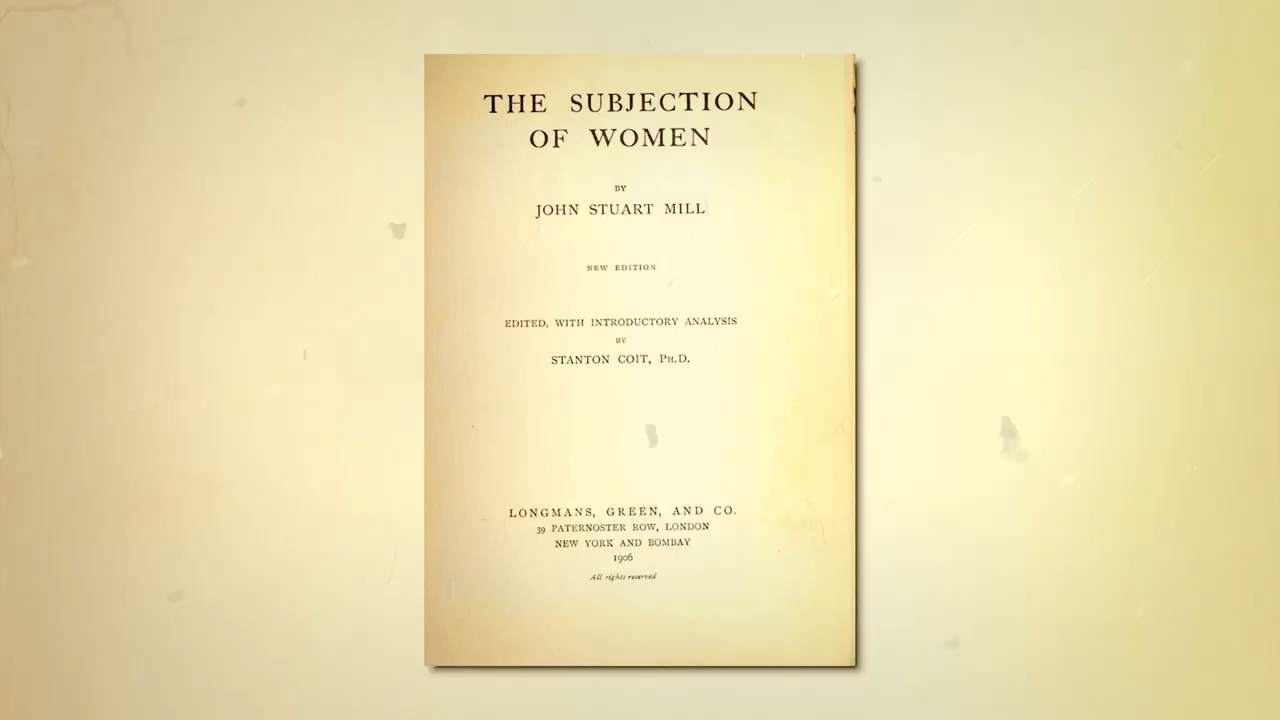 THE SUBJECTION
OF WOMEN
BY
JOHN STUART MILL
NEW EDITION
EDITED, WITH INTRODUCTORY ANALYSIS
BY
STANTON COIT, PH.D.
LONGMANS, GREEN, AND CO.
39 PATERNOSTER ROW, LONDON
NEW YORK AND BOMBAY
1906
All rights reserved